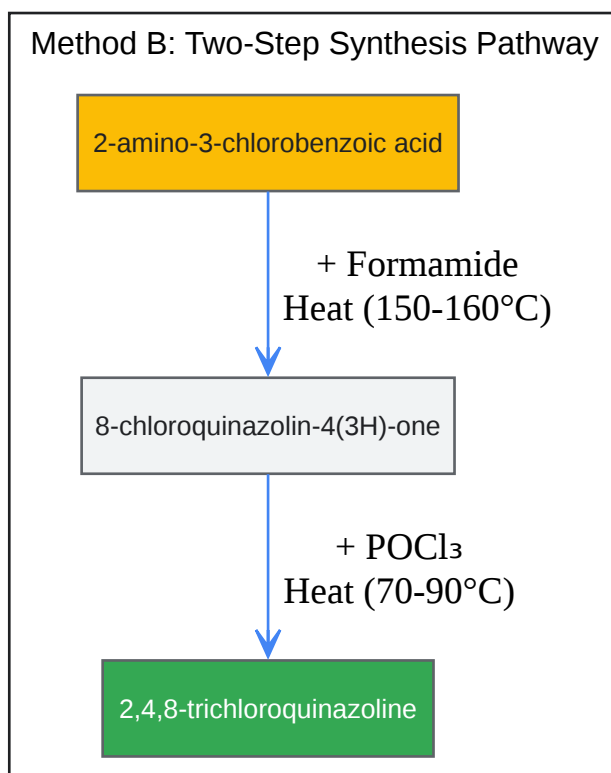 Method B: Two-Step Synthesis Pathway
2-amino-3-chlorobenzoic acid
+ Formamide
Heat (150-160°C)
8-chloroquinazolin-4(3H)-one
+ POCl₃
Heat (70-90°C)
2,4,8-trichloroquinazoline